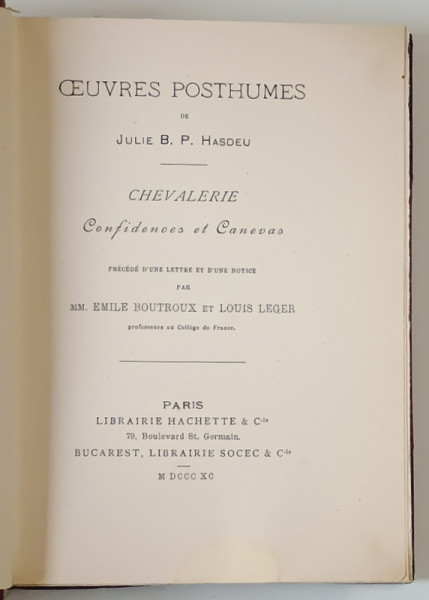 ŒUVRES POSTHUMES
DE
JULIE B. P. HASDEU
CHEVALERIE
Confidences et Canevas
PRÉCÉDÉ D'UNE LETTRE ET D'UNE NOTICE
PAR
MM. EMILE BOUTROUX ET LOUIS LEGER
professeurs au Collège de France.
PARIS
LIBRAIRIE HACHETTE & Cie
79, Boulevard St. Germain.
BUCAREST, LIBRAIRIE SOCEC & Cie
M DCCC XC